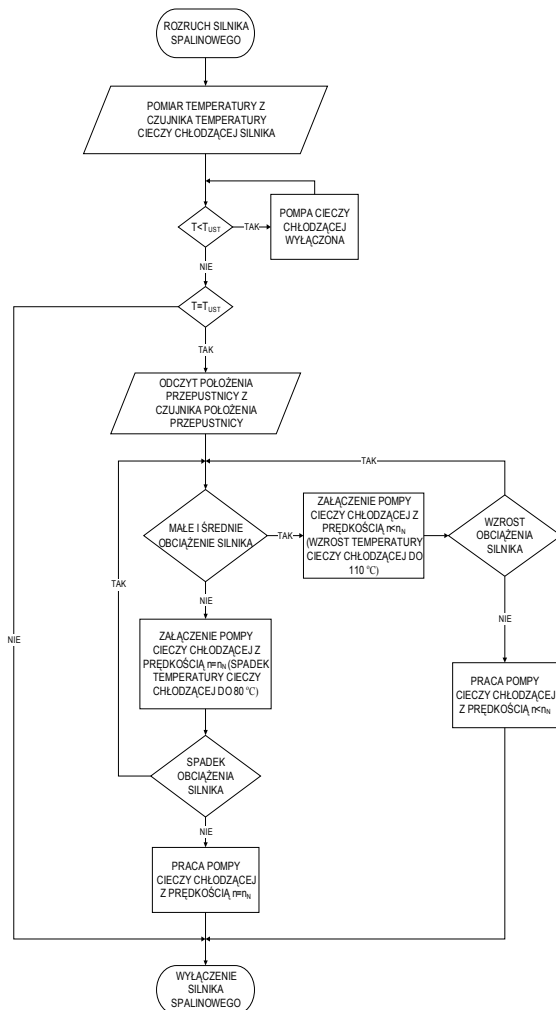 ROZRUCH SILNIKA
SPALINOWEGO
POMIAR TEMPERATURY Z
CZUJNIKA TEMPERATURY
CIECZY CHŁODZĄCEJ SILNIKA
T<TUST
TAK
POMPA CIECZY
CHŁODZĄCEJ
WYŁĄCZONA
NIE
T=TUST
TAK
ODCZYT POŁOŻENIA
PRZEPUSTNICY Z
CZUJNIKA POŁOŻENIA
PRZEPUSTNICY
TAK
MAŁE I ŚREDNIE
OBCIĄŻENIE SILNIKA
TAK
ZAŁĄCZENIE POMPY
CIECZY CHŁODZĄCEJ Z
PRĘDKOŚCIĄ n<nN
(WZROST TEMPERATURY
CIECZY CHŁODZĄCEJ DO
110 °C)
WZROST
OBCIĄŻENIA
SILNIKA
TAK
NIE
NIE
NIE
ZAŁĄCZENIE POMPY
CIECZY CHŁODZĄCEJ Z
PRĘDKOŚCIĄ n=nN (SPADEK
TEMPERATURY CIECZY
CHŁODZĄCEJ DO 80 °C)
PRACA POMPY
CIECZY CHŁODZĄCEJ
Z PRĘDKOŚCIĄ n<nN
SPADEK
OBCIĄŻENIA
SILNIKA
NIE
PRACA POMPY
CIECZY CHŁODZĄCEJ
Z PRĘDKOŚCIĄ n=nN
WYŁĄCZENIE
SILNIKA
SPALINOWEGO